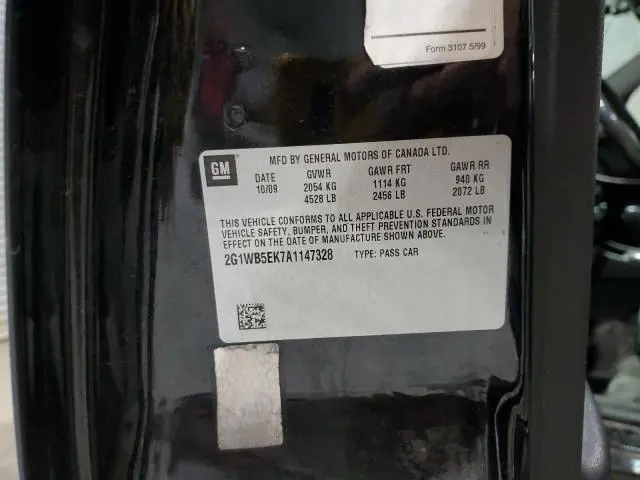 Form 3107 5/99
GM
MFD BY GENERAL MOTORS OF CANADA LTD.
DATE GVWR GAWR FRT GAWR RR
10/09 2054 KG 1114 KG 940 KG
4528 LB 2456 LB 2072 LB
THIS VEHICLE CONFORMS TO ALL APPLICABLE U.S. FEDERAL MOTOR
VEHICLE SAFETY, BUMPER, AND THEFT PREVENTION STANDARDS IN
EFFECT ON THE DATE OF MANUFACTURE SHOWN ABOVE.
2G1WB5EK7A1147328 TYPE: PASS CAR